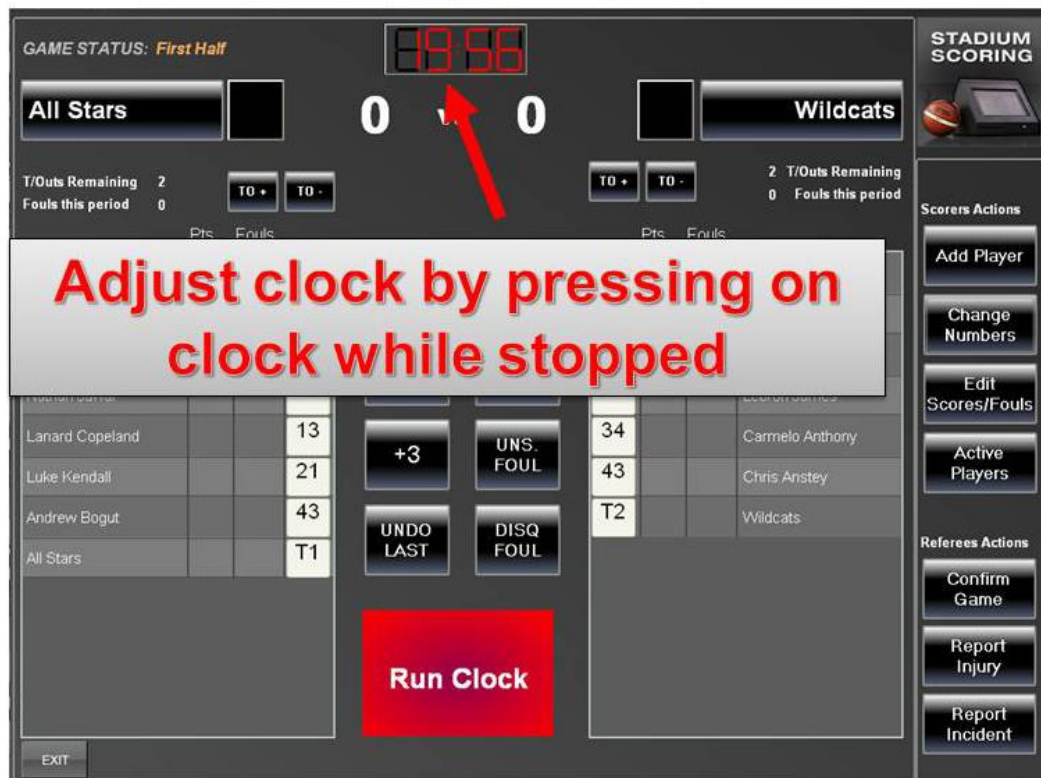 GAME STATUS: First Half
19:56
STADIUM
SCORING
All Stars
0
0
Wildcats
T/Outs Remaining 2
Fouls this period 0
TO +
TO -
TO +
TO -
2 T/Outs Remaining
0 Fouls this period
Pts Fouls
Pts Fouls
Scorers Actions
Add Player
Change
Numbers
Edit
Scores/Fouls
Active
Players
Adjust clock by pressing on
clock while stopped
Lanard Copeland 13
Luke Kendall 21
Andrew Bogut 43
All Stars T1
+3
UNS.
FOUL
UNDO
LAST
DISQ
FOUL
34 Carmelo Anthony
43 Chris Anstey
T2 Wildcats
Run Clock
Referees Actions
Confirm
Game
Report
Injury
Report
Incident
EXIT